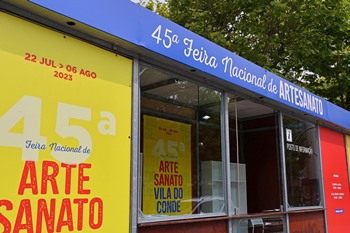 45ª Feira Nacional de ARTESANATO
22 JUL > 06 AGO
2023
45ª
Feira Nacional de
ARTE
SANATO
45ª
ARTE
SANATO
VILA DO
CONDE
POSTO DE INFORMAÇÃO